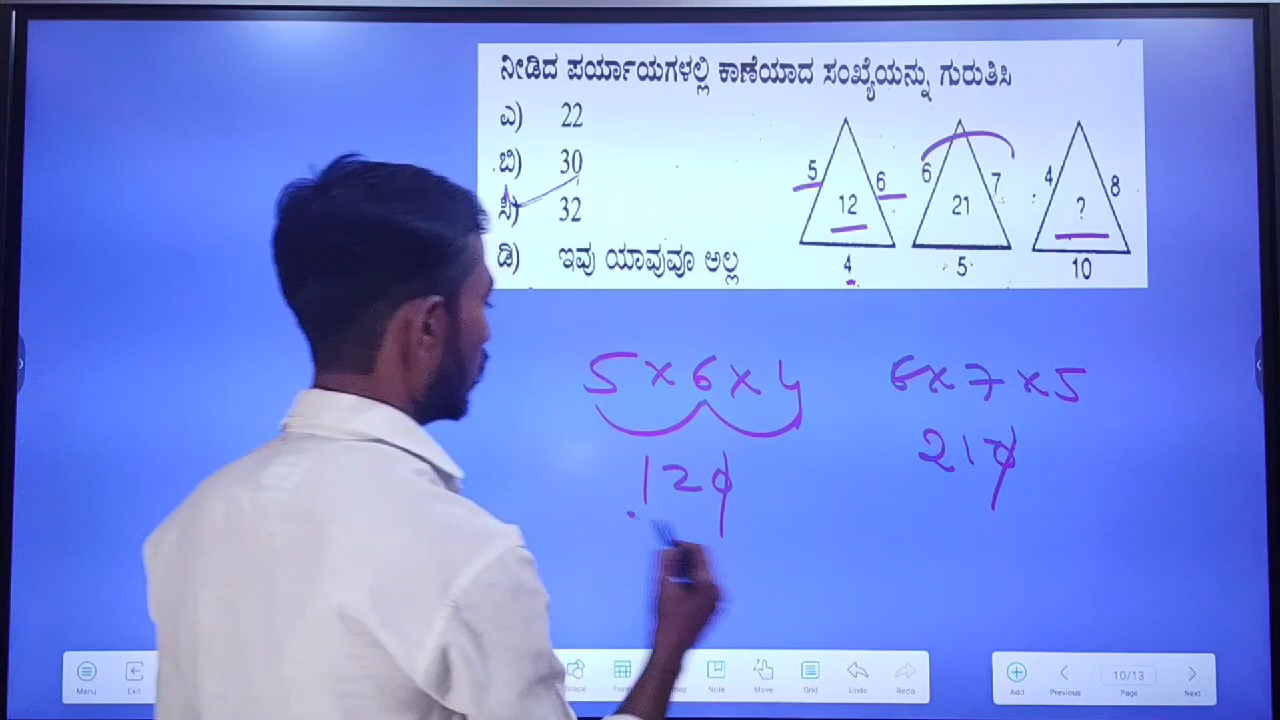 ನೀಡಿದ ಪರ್ಯಾಯಗಳಲ್ಲಿ ಕಾಣೆಯಾದ ಸಂಖ್ಯೆಯನ್ನು ಗುರುತಿಸಿ
ಎ) 22
ಬಿ) 30
ಸಿ) 32
ಡಿ) ಇವು ಯಾವುವೂ ಅಲ್ಲ
5 6 6 7 4 8
12 21 ?
4 5 10
5 × 6 × 4 6 × 7 × 5
120 210
Menu Exit Note Move Grid Undo Redo Add Previous 10/13 Page Next